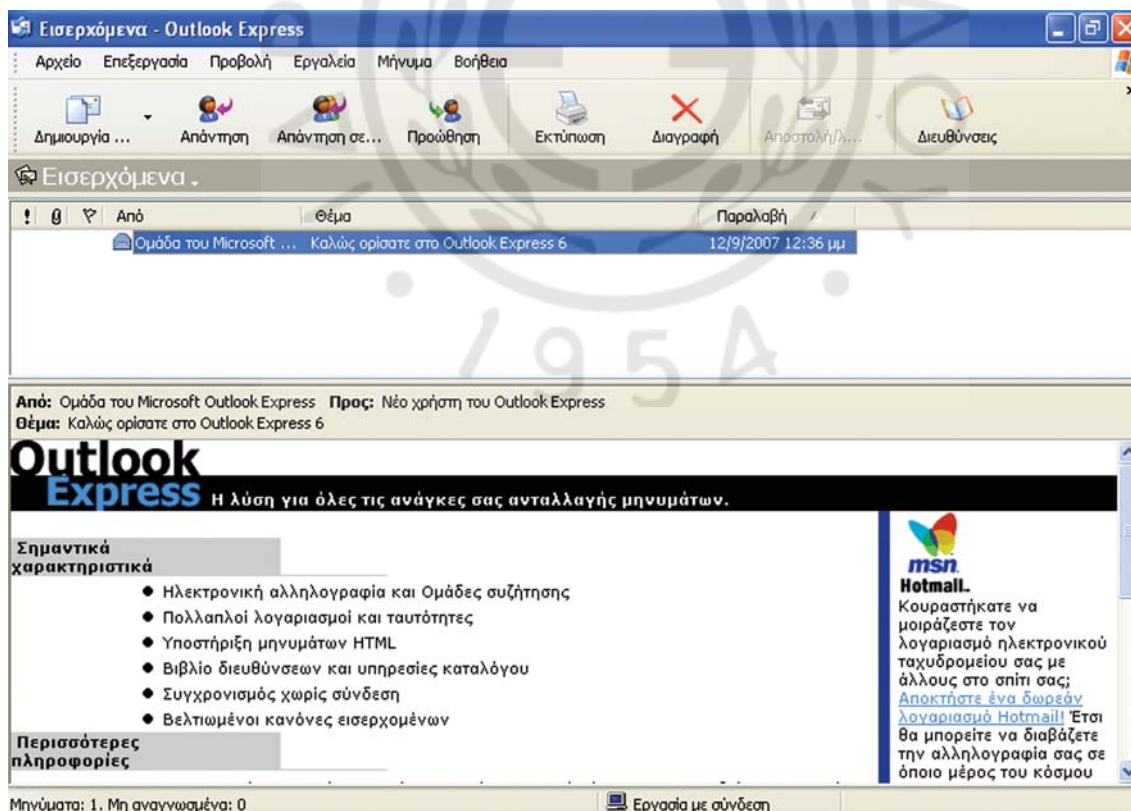 Εισερχόμενα - Outlook Express
Αρχείο Επεξεργασία Προβολή Εργαλεία Μήνυμα Βοήθεια
Δημιουργία ... Απάντηση Απάντηση σε... Προώθηση Εκτύπωση Διαγραφή Αποστολή/λ... Διευθύνσεις
Εισερχόμενα
! Από Θέμα Παραλαβή
Ομάδα του Microsoft ... Καλώς ορίσατε στο Outlook Express 6 12/9/2007 12:36 μμ
1954
Από: Ομάδα του Microsoft Outlook Express Προς: Νέο χρήστη του Outlook Express
Θέμα: Καλώς ορίσατε στο Outlook Express 6
Outlook
Express Η λύση για όλες τις ανάγκες σας ανταλλαγής μηνυμάτων.
Σημαντικά
χαρακτηριστικά
● Ηλεκτρονική αλληλογραφία και Ομάδες συζήτησης
● Πολλαπλοί λογαριασμοί και ταυτότητες
● Υποστήριξη μηνυμάτων HTML
● Βιβλίο διευθύνσεων και υπηρεσίες καταλόγου
● Συγχρονισμός χωρίς σύνδεση
● Βελτιωμένοι κανόνες εισερχομένων
Περισσότερες
πληροφορίες
msn
Hotmail.
Κουραστήκατε να
μοιράζεστε τον
λογαριασμό ηλεκτρονικού
ταχυδρομείου σας με
άλλους στο σπίτι σας;
Αποκτήστε ένα δωρεάν
λογαριασμό Hotmail! Έτσι
θα μπορείτε να διαβάζετε
την αλληλογραφία σας σε
όποιο μέρος του κόσμου
Μηνύματα: 1, Μη αναγνωσμένα: 0 Εργασία με σύνδεση